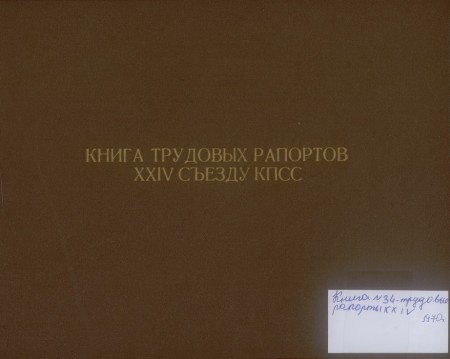 КНИГА ТРУДОВЫХ РАПОРТОВ
XXIV СЪЕЗДУ КПСС
Книга №34-трудовые
рапорты XXIV